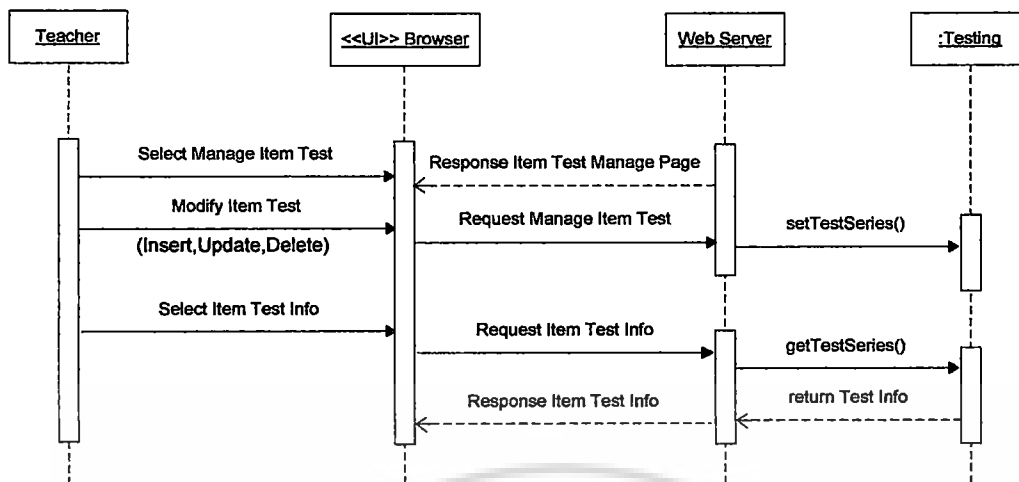 Teacher
<<UI>> Browser
Web Server
:Testing
Select Manage Item Test
Response Item Test Manage Page
Modify Item Test
(Insert,Update,Delete)
Request Manage Item Test
setTestSeries()
Select Item Test Info
Request Item Test Info
getTestSeries()
Response Item Test Info
return Test Info